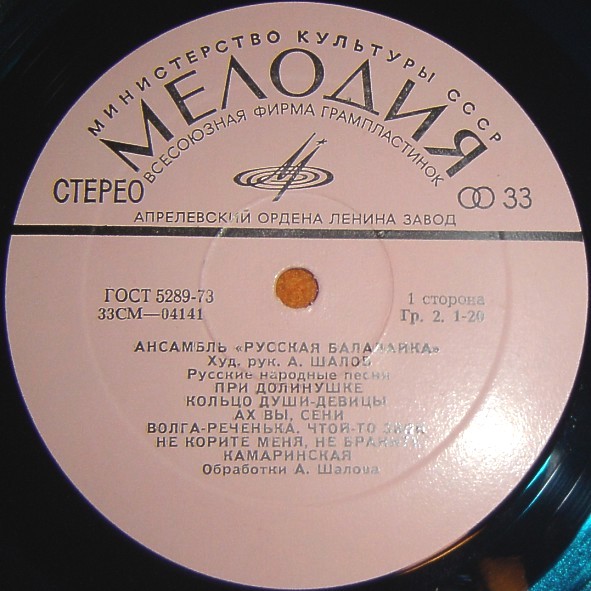 МИНИСТЕРСТВО КУЛЬТУРЫ СССР
МЕЛОДИЯ
ВСЕСОЮЗНАЯ ФИРМА ГРАМПЛАСТИНОК
СТЕРЕО
33
АПРЕЛЕВСКИЙ ОРДЕНА ЛЕНИНА ЗАВОД
ГОСТ 5289-73
1 сторона
33СМ—04141
Гр. 2. 1-20
АНСАМБЛЬ «РУССКАЯ БАЛАЛАЙКА»
Худ. рук. А. ШАЛОВ
Русские народные песни
ПРИ ДОЛИНУШКЕ
КОЛЬЦО ДУШИ-ДЕВИЦЫ
АХ ВЫ, СЕНИ
ВОЛГА-РЕЧЕНЬКА. ЧТОЙ-ТО ЗВОН
НЕ КОРИТЕ МЕНЯ, НЕ БРАНИТЕ
КАМАРИНСКАЯ
Обработки А. Шалова